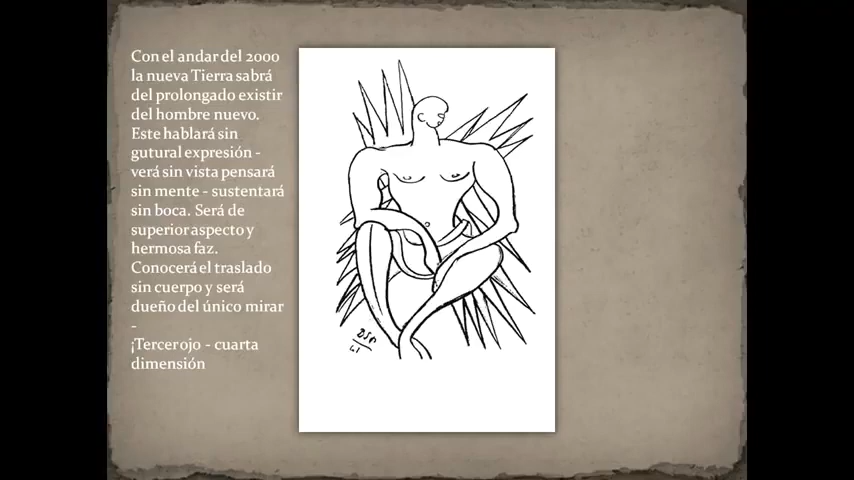 Con el andar del 2000
la nueva Tierra sabrá
del prolongado existir
del hombre nuevo.
Este hablará sin
gutural expresión -
verá sin vista pensará
sin mente - sustentará
sin boca. Será de
superior aspecto y
hermosa faz.
Conocerá el traslado
sin cuerpo y será
dueño del único mirar
-
¡Tercer ojo - cuarta
dimensión
BSP
41